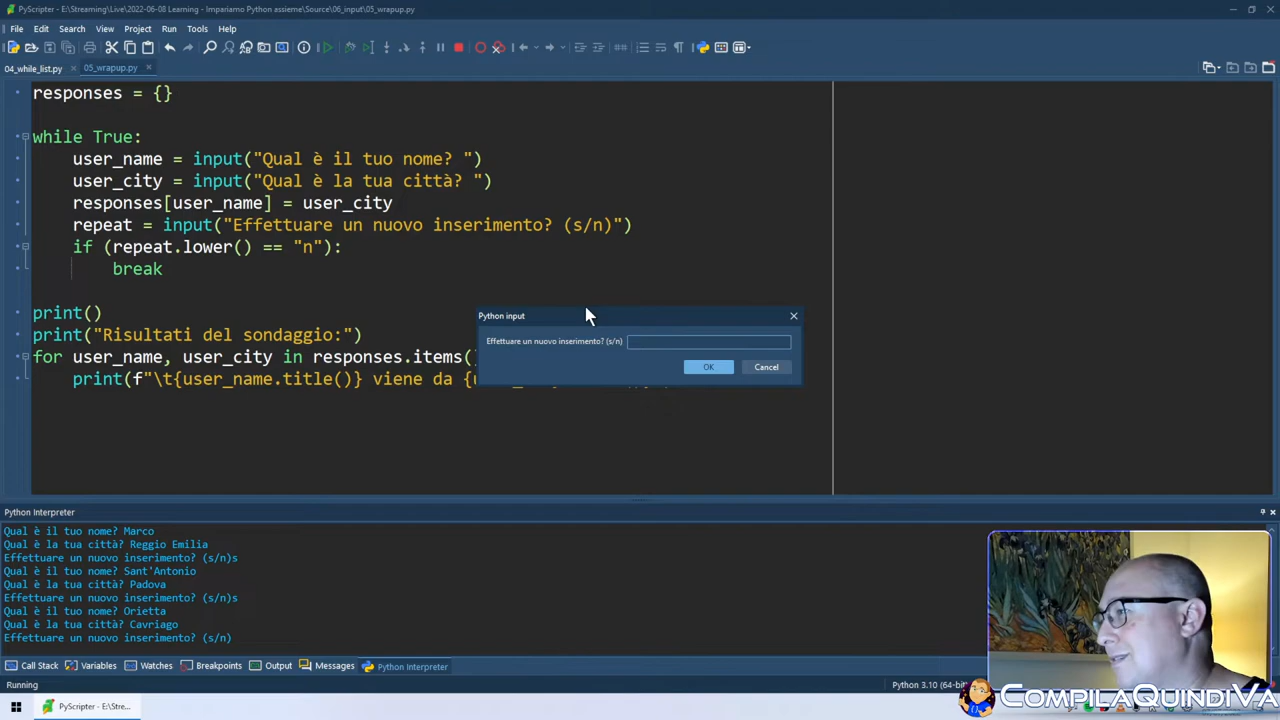 PyScripter - E:\Streaming\Live\2022-06-08 Learning - Impariamo Python assieme\Source\06_input\05_wrapup.py
File Edit Search View Project Run Tools Help
04_while_list.py 05_wrapup.py
responses = {}
while True:
user_name = input("Qual è il tuo nome? ")
user_city = input("Qual è la tua città? ")
responses[user_name] = user_city
repeat = input("Effettuare un nuovo inserimento? (s/n)")
if (repeat.lower() == "n"):
break
print()
print("Risultati del sondaggio:")
for user_name, user_city in responses.items()
print(f"\t{user_name.title()} viene da {
Python input
Effettuare un nuovo inserimento? (s/n)
OK Cancel
Python Interpreter
Qual è il tuo nome? Marco
Qual è la tua città? Reggio Emilia
Effettuare un nuovo inserimento? (s/n)s
Qual è il tuo nome? Sant'Antonio
Qual è la tua città? Padova
Effettuare un nuovo inserimento? (s/n)s
Qual è il tuo nome? Orietta
Qual è la tua città? Cavriago
Effettuare un nuovo inserimento? (s/n)
Call Stack Variables Watches Breakpoints Output Messages Python Interpreter
Running Python 3.10 (64-bit)
PyScripter - E:\Stre...
CompilaQuindiVa